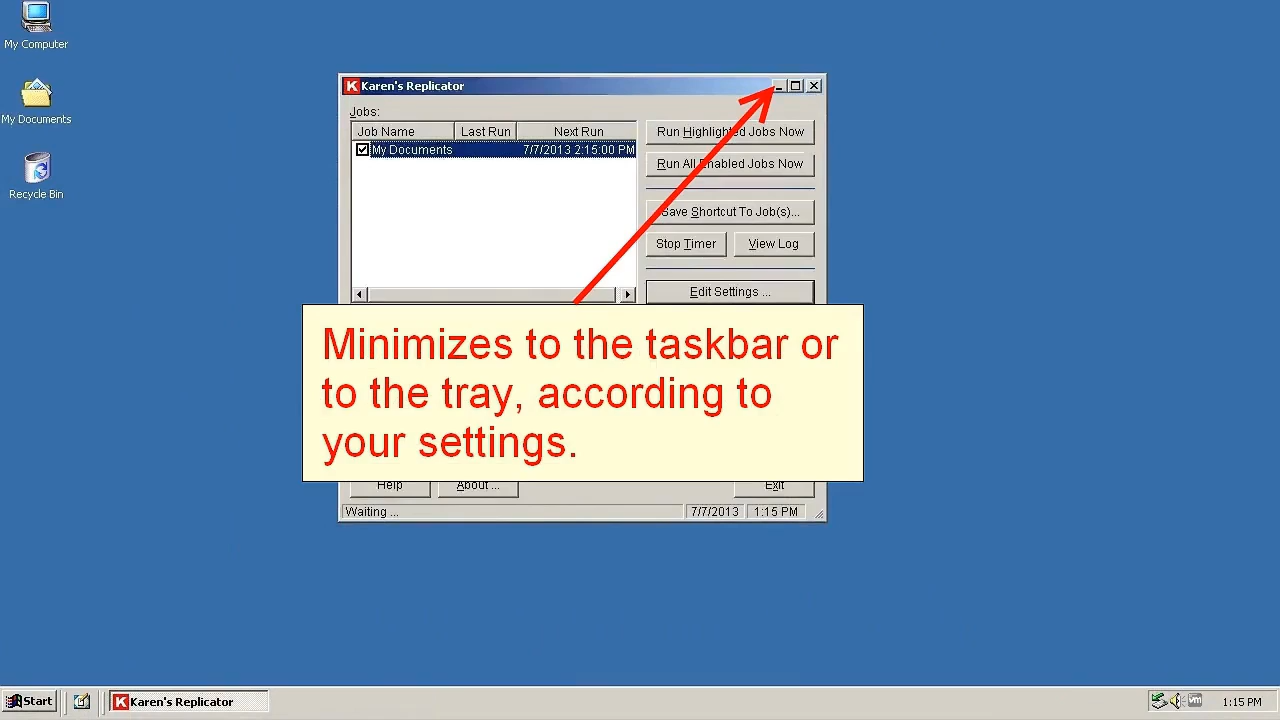 My Computer
My Documents
Recycle Bin
Karen's Replicator
Jobs:
Job Name Last Run Next Run
My Documents 7/7/2013 2:15:00 PM
Run Highlighted Jobs Now
Run All Enabled Jobs Now
Save Shortcut To Job(s)...
Stop Timer View Log
Edit Settings ...
Minimizes to the taskbar or
to the tray, according to
your settings.
Help About ... Exit
Waiting ... 7/7/2013 1:15 PM
Start Karen's Replicator vm 1:15 PM